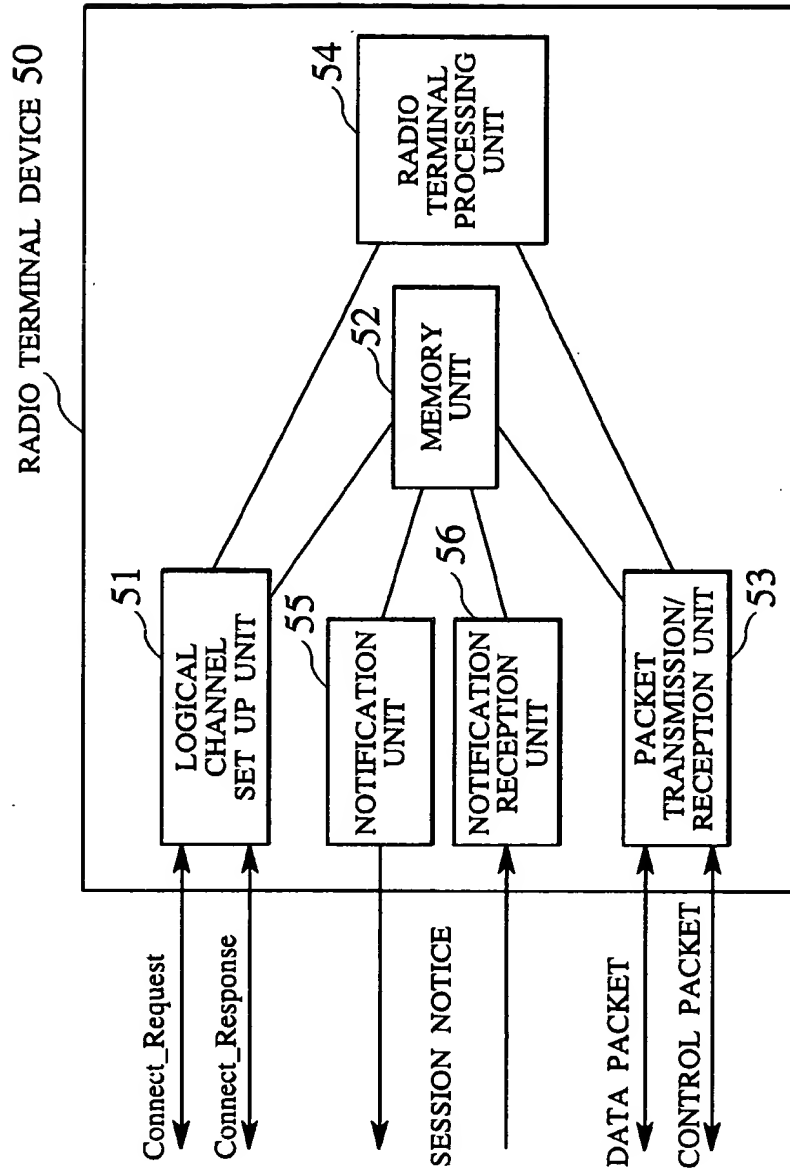 RADIO TERMINAL DEVICE 50
54
RADIO
TERMINAL
PROCESSING
UNIT
52
MEMORY
UNIT
51
LOGICAL
CHANNEL
SET UP UNIT
55
NOTIFICATION
UNIT
56
NOTIFICATION
RECEPTION
UNIT
53
PACKET
TRANSMISSION/
RECEPTION UNIT
Connect_Request
Connect_Response
SESSION NOTICE
DATA PACKET
CONTROL PACKET